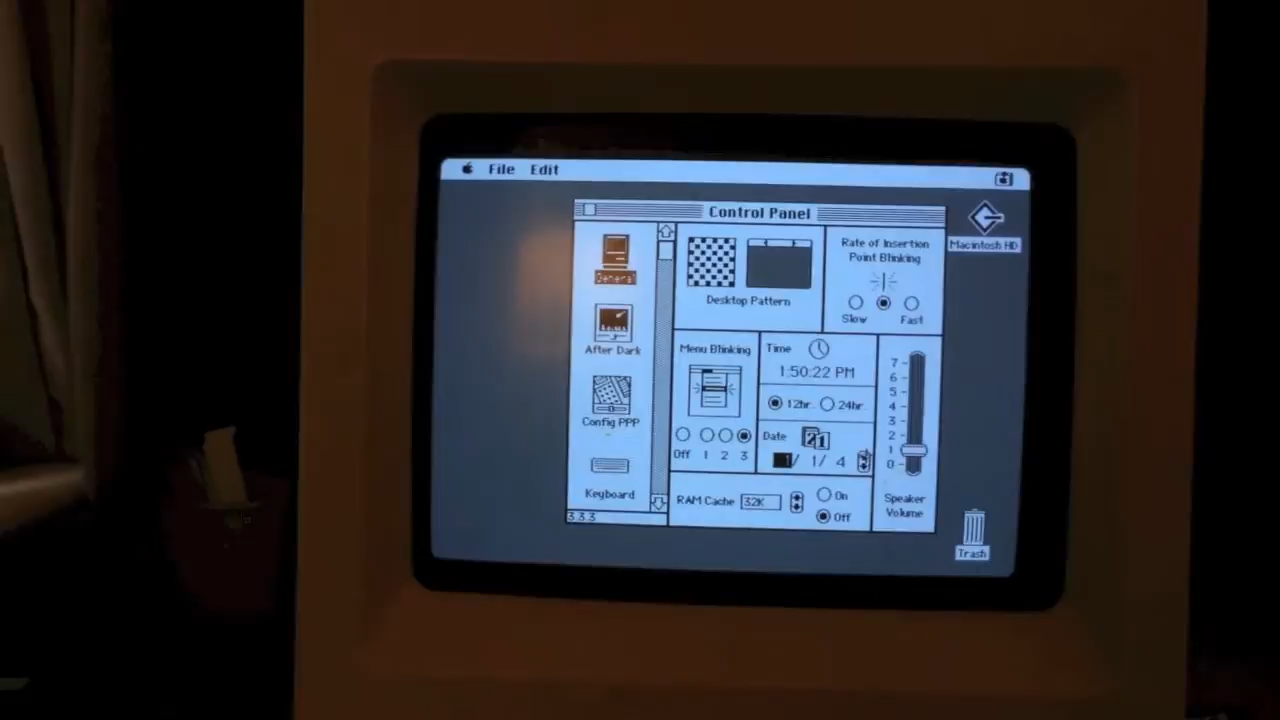 File Edit
Control Panel
Macintosh HD
General
After Dark
Config PPP
Keyboard
3.3.3
Desktop Pattern
Rate of Insertion
Point Blinking
Slow Fast
Menu Blinking
Off 1 2 3
Time
1:50:22 PM
12hr. 24hr.
Date
21
1/ 1/ 4
RAM Cache 32K On
Off
7
6
5
4
3
2
1
0
Speaker
Volume
Trash